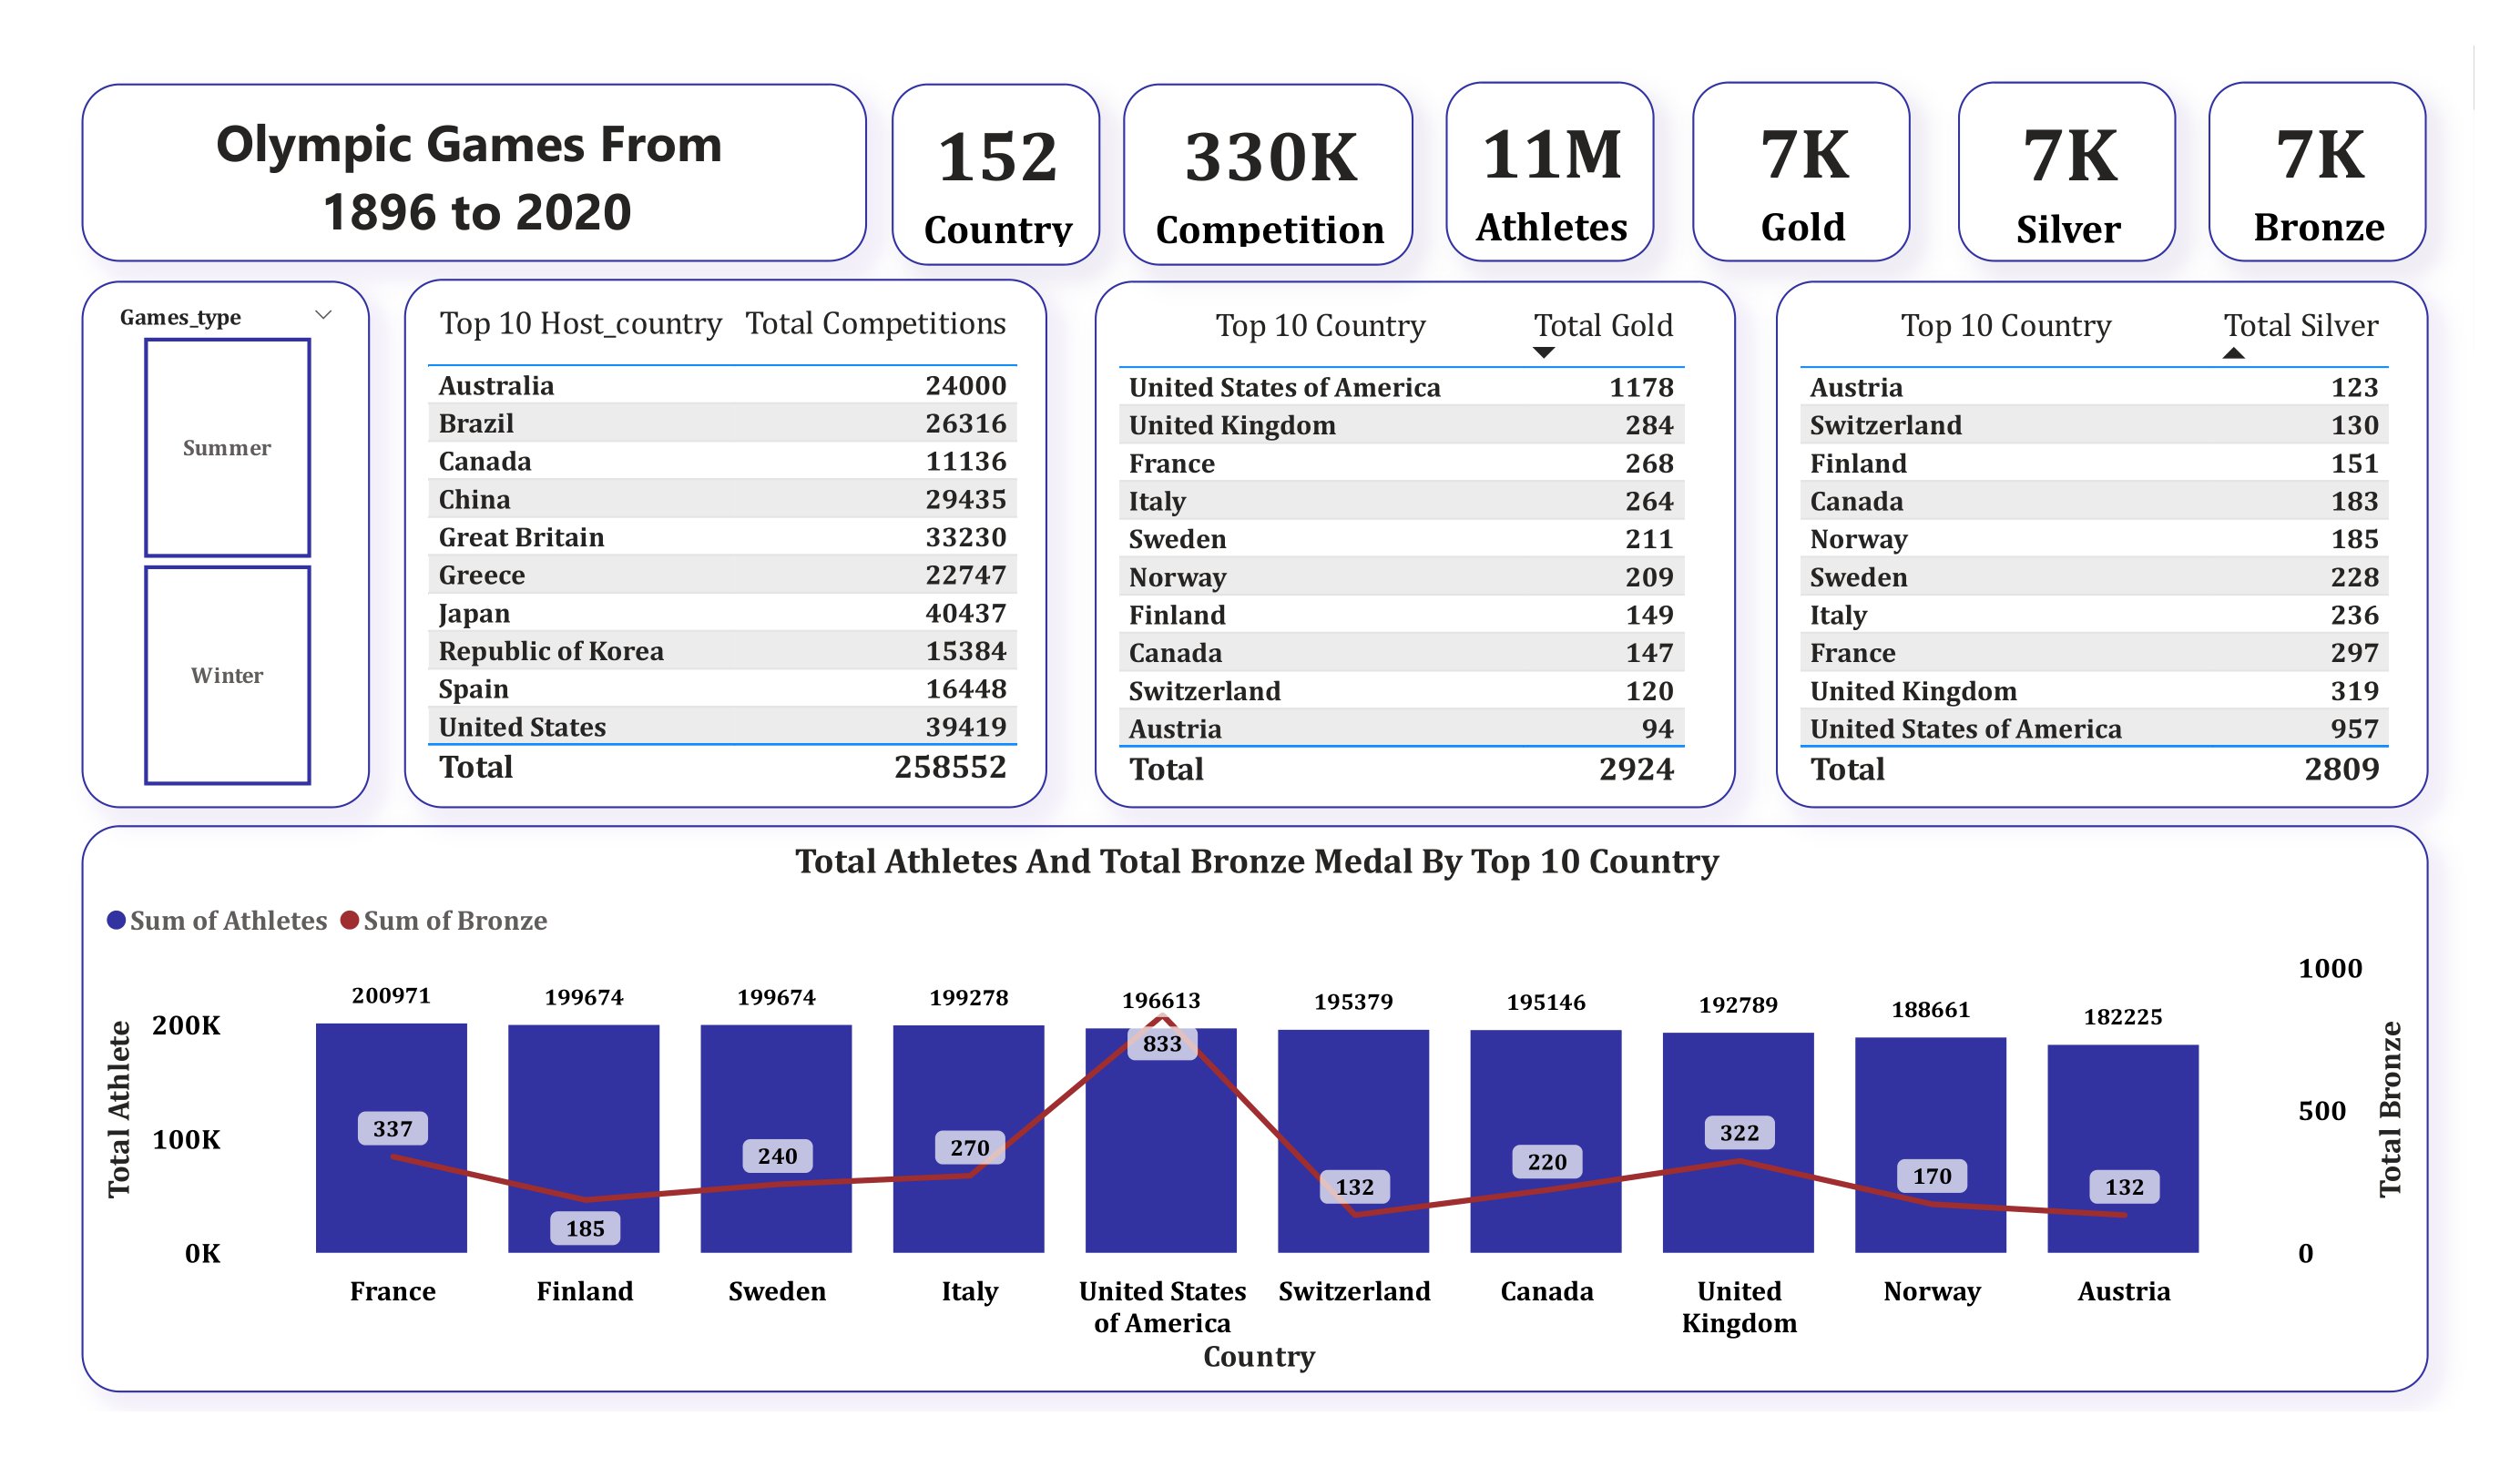 Olympic Games From
1896 to 2020
152
Country
330K
Competition
11M
Athletes
7K
Gold
7K
Silver
7K
Bronze
Games_type
Summer
Winter
Top 10 Host_country Total Competitions
Australia 24000
Brazil 26316
Canada 11136
China 29435
Great Britain 33230
Greece 22747
Japan 40437
Republic of Korea 15384
Spain 16448
United States 39419
Total 258552
Top 10 Country Total Gold
United States of America 1178
United Kingdom 284
France 268
Italy 264
Sweden 211
Norway 209
Finland 149
Canada 147
Switzerland 120
Austria 94
Total 2924
Top 10 Country Total Silver
Austria 123
Switzerland 130
Finland 151
Canada 183
Norway 185
Sweden 228
Italy 236
France 297
United Kingdom 319
United States of America 957
Total 2809
Total Athletes And Total Bronze Medal By Top 10 Country
Sum of Athletes Sum of Bronze
Total Athlete
200K
100K
0K
200971 199674 199674 199278 196613 195379 195146 192789 188661 182225
337 185 240 270 833 132 220 322 170 132
1000
500
0
Total Bronze
France Finland Sweden Italy United States Switzerland Canada United Norway Austria
of America Kingdom
Country